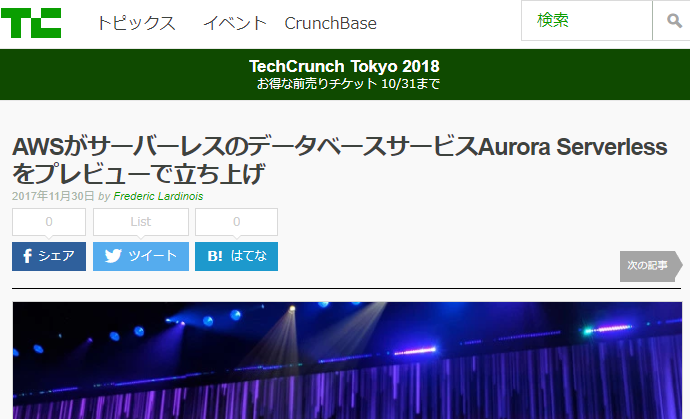 TC
トピックス イベント CrunchBase 検索
TechCrunch Tokyo 2018
お得な前売りチケット 10/31まで
AWSがサーバーレスのデータベースサービスAurora Serverless
をプレビューで立ち上げ
2017年11月30日 by Frederic Lardinois
0 List 0
f シェア ツイート B! はてな
次の記事